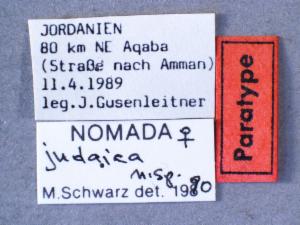 JORDANIEN
80 km NE Aqaba
(Straße nach Amman)
11.4.1989
leg.J.Gusenleitner
NOMADA ♀
judaica
n.sp.
M.Schwarz det. 19
Paratype